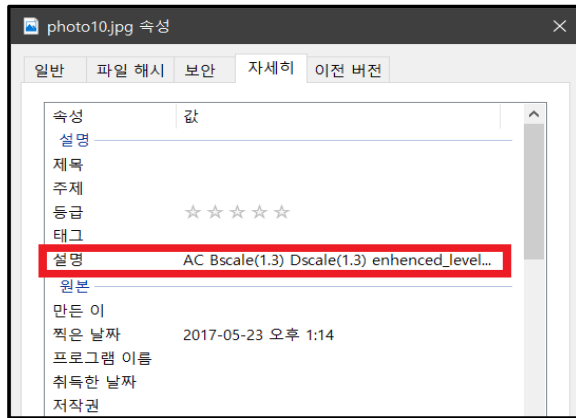 photo10.jpg 속성
일반 파일 해시 보안 자세히 이전 버전
속성 값
설명
제목
주제
등급
태그
설명 AC Bscale(1.3) Dscale(1.3) enhenced_level...
원본
만든 이
찍은 날짜 2017-05-23 오후 1:14
프로그램 이름
취득한 날짜
저작권